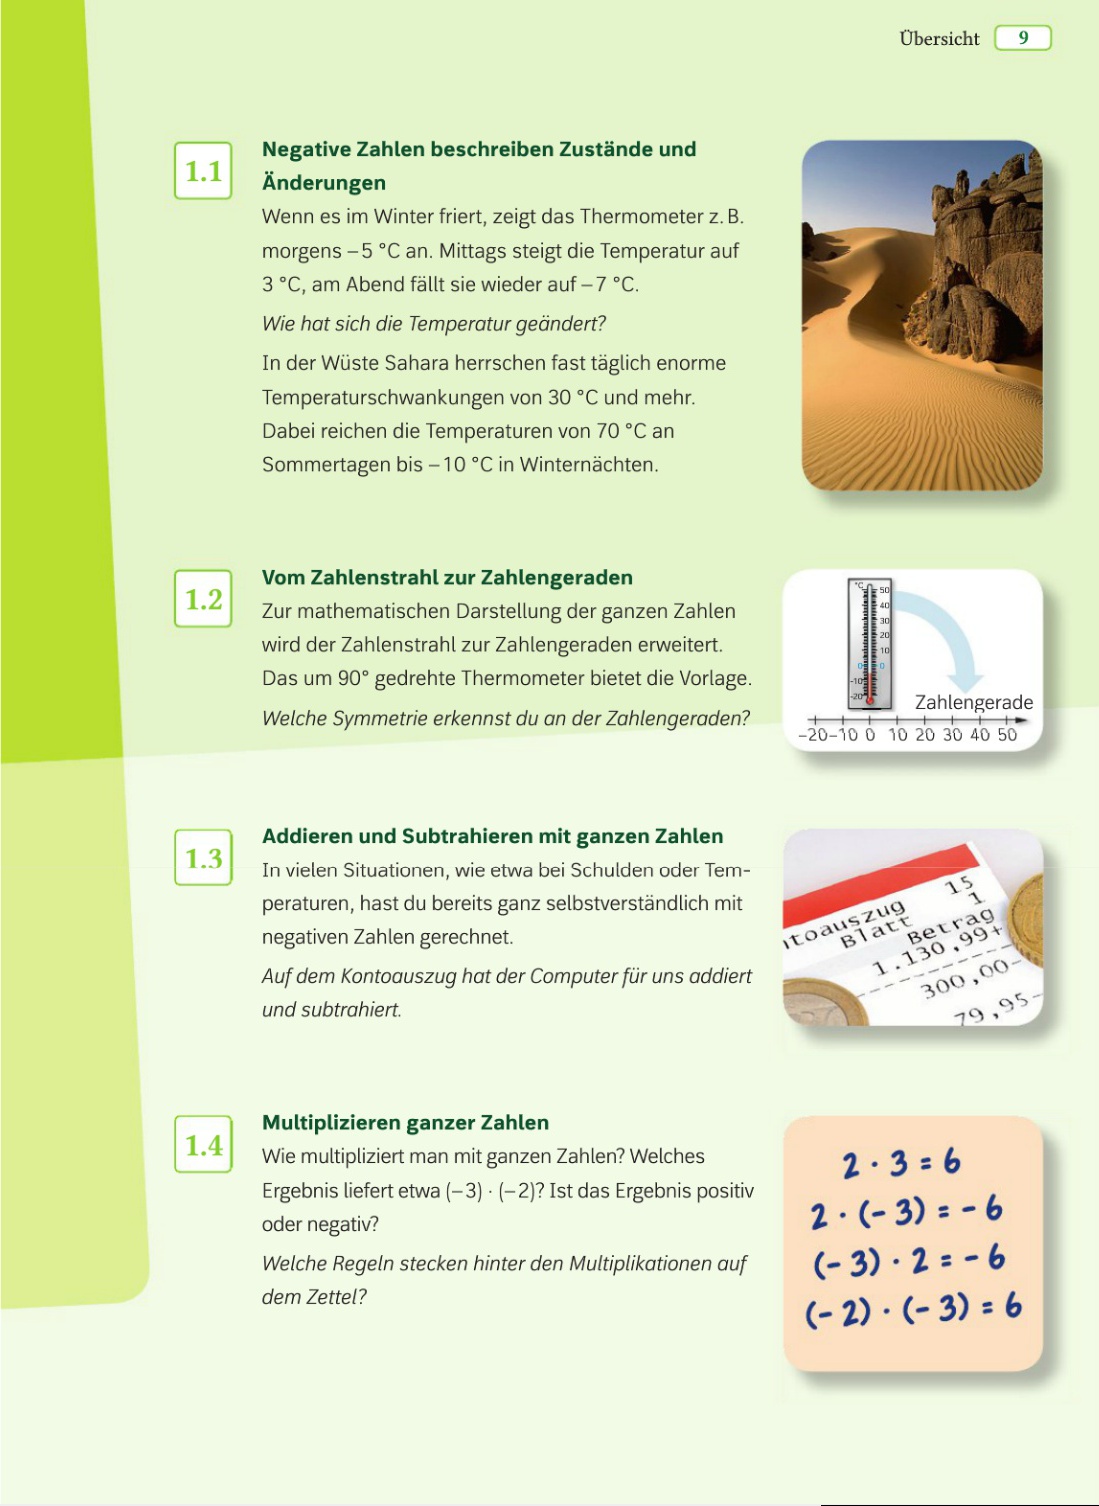 Übersicht 9
1.1
Negative Zahlen beschreiben Zustände und
Änderungen
Wenn es im Winter friert, zeigt das Thermometer z. B.
morgens – 5 °C an. Mittags steigt die Temperatur auf
3 °C, am Abend fällt sie wieder auf – 7 °C.
Wie hat sich die Temperatur geändert?
In der Wüste Sahara herrschen fast täglich enorme
Temperaturschwankungen von 30 °C und mehr.
Dabei reichen die Temperaturen von 70 °C an
Sommertagen bis – 10 °C in Winternächten.
1.2
Vom Zahlenstrahl zur Zahlengeraden
Zur mathematischen Darstellung der ganzen Zahlen
wird der Zahlenstrahl zur Zahlengeraden erweitert.
Das um 90° gedrehte Thermometer bietet die Vorlage.
Welche Symmetrie erkennst du an der Zahlengeraden?
°C
50
40
30
20
10
0 0
-10
-20
Zahlengerade
–20 –10 0 10 20 30 40 50
1.3
Addieren und Subtrahieren mit ganzen Zahlen
In vielen Situationen, wie etwa bei Schulden oder Tem-
peraturen, hast du bereits ganz selbstverständlich mit
negativen Zahlen gerechnet.
Auf dem Kontoauszug hat der Computer für uns addiert
und subtrahiert.
ntoauszug 15
Blatt 1
Betrag
1.130,99+
300,00-
79,95-
1.4
Multiplizieren ganzer Zahlen
Wie multipliziert man mit ganzen Zahlen? Welches
Ergebnis liefert etwa (– 3) · (– 2)? Ist das Ergebnis positiv
oder negativ?
Welche Regeln stecken hinter den Multiplikationen auf
dem Zettel?
2 · 3 = 6
2 · (- 3) = - 6
(- 3) · 2 = - 6
(- 2) · (- 3) = 6